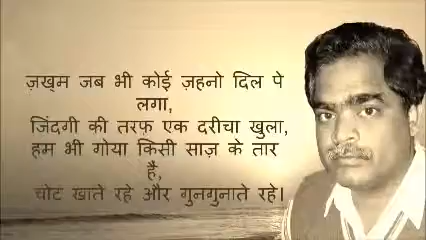 ज़ख़्म जब भी कोई ज़हनो दिल पे
लगा,
जिंदगी की तरफ़ एक दरीचा खुला,
हम भी गोया किसी साज़ के तार
हैं,
चोट खाते रहे और गुनगुनाते रहे।